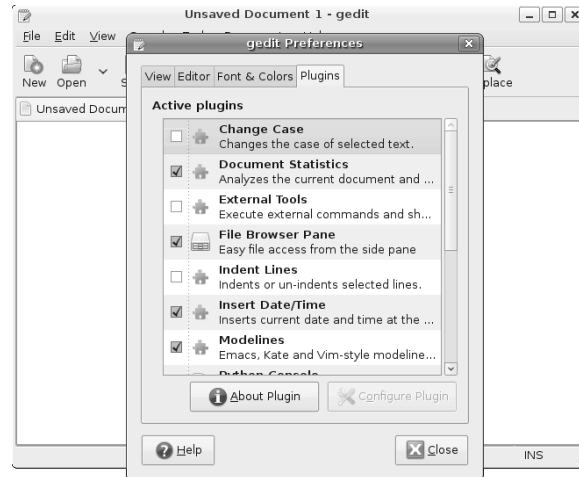 Unsaved Document 1 - gedit
File Edit View
gedit Preferences
New Open
place
Unsaved Docum
View Editor Font & Colors Plugins
Active plugins
Change Case
Changes the case of selected text.
Document Statistics
Analyzes the current document and ...
External Tools
Execute external commands and sh...
File Browser Pane
Easy file access from the side pane
Indent Lines
Indents or un-indents selected lines.
Insert Date/Time
Inserts current date and time at the ...
Modelines
Emacs, Kate and Vim-style modeline...
Python Console
About Plugin Configure Plugin
Help Close
INS